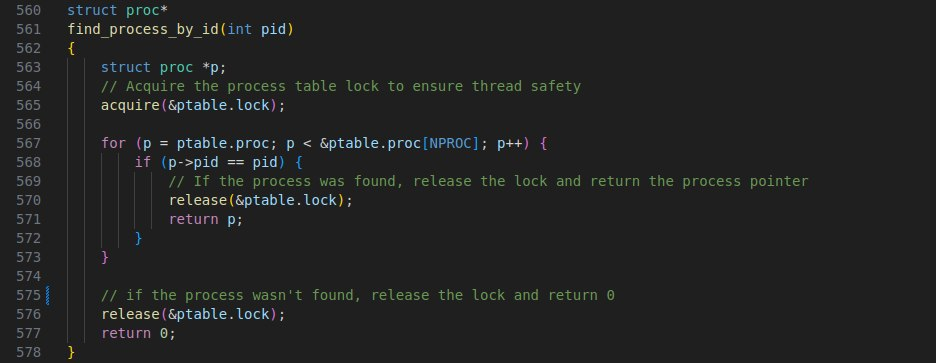 560 struct proc*
561 find_process_by_id(int pid)
562 {
563     struct proc *p;
564     // Acquire the process table lock to ensure thread safety
565     acquire(&ptable.lock);
566
567     for (p = ptable.proc; p < &ptable.proc[NPROC]; p++) {
568         if (p->pid == pid) {
569             // If the process was found, release the lock and return the process pointer
570             release(&ptable.lock);
571             return p;
572         }
573     }
574
575     // if the process wasn't found, release the lock and return 0
576     release(&ptable.lock);
577     return 0;
578 }